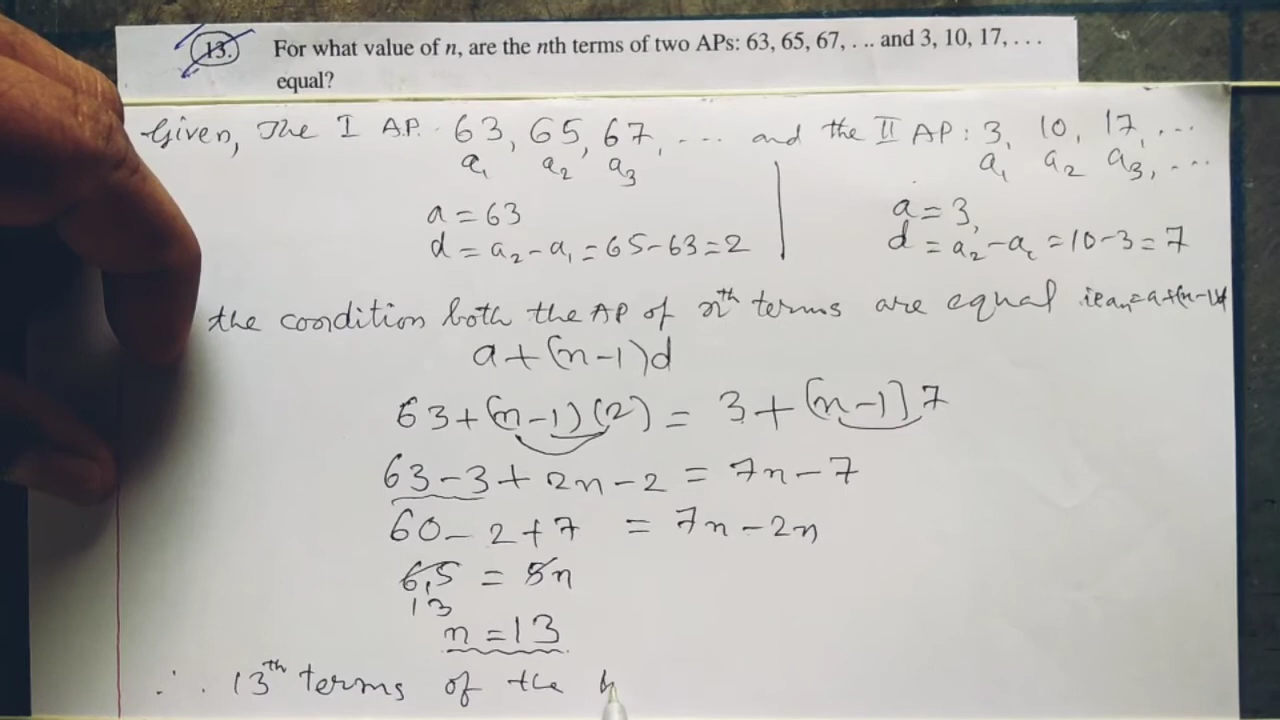 13. For what value of n, are the nth terms of two APs: 63, 65, 67, . .. and 3, 10, 17, . . .
equal?
Given, The I A.P. 63, 65, 67, .... and the II AP : 3, 10, 17, ...
a₁ a₂ a₃ a₁ a₂ a₃, ....
a = 63 a = 3,
d = a₂ - a₁ = 65 - 63 = 2 d = a₂ - a₁ = 10 - 3 = 7
the condition both the AP of nᵗʰ terms are equal ie aₙ = a + (n - 1)d
a + (n - 1)d
63 + (n - 1) (2) = 3 + (n - 1) 7
63 - 3 + 2n - 2 = 7n - 7
60 - 2 + 7 = 7n - 2n
65 = 5n
13
n = 13
∴ 13ᵗʰ terms of the